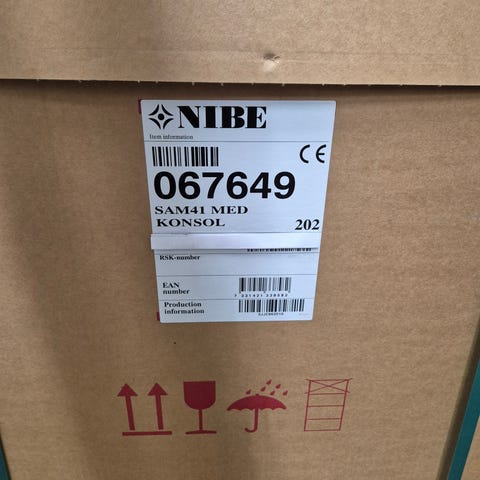 NIBE
Item information
CE
067649
SAM41 MED
KONSOL
202
RSK-number
EAN
number
Production
information